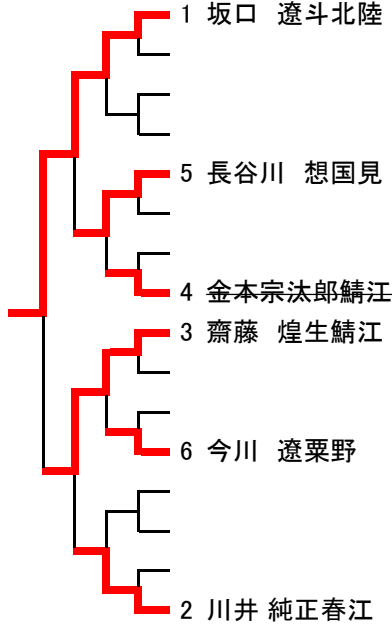 1 坂口 遼斗北陸
5 長谷川 想国見
4 金本宗汰郎鯖江
3 齋藤 煌生鯖江
6 今川 遼粟野
2 川井 純正春江